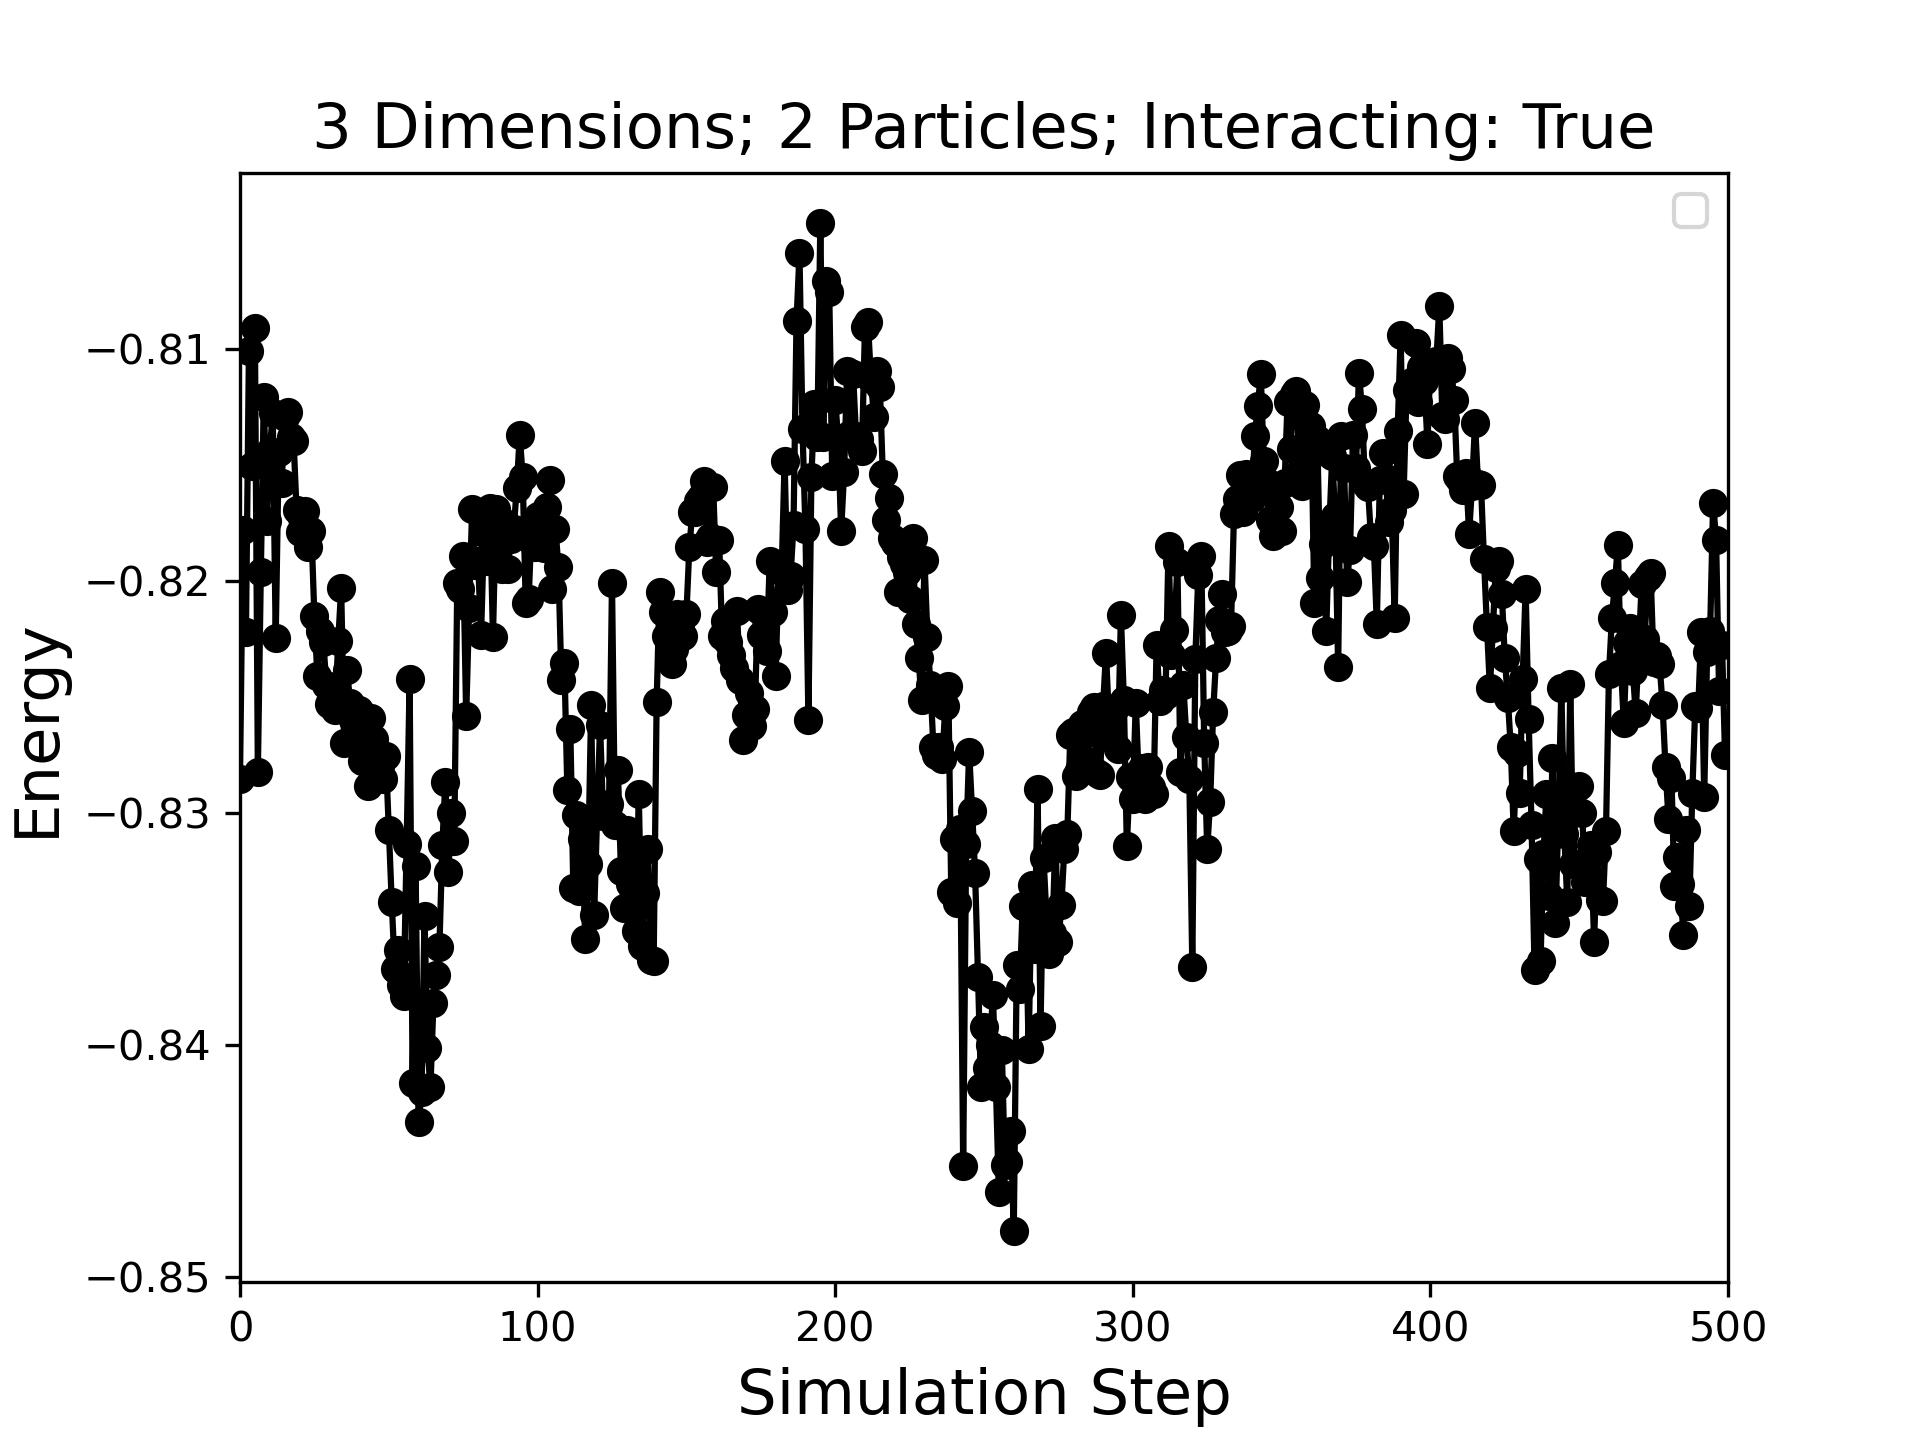 3 Dimensions; 2 Particles; Interacting: True
Energy
−0.81
−0.82
−0.83
−0.84
−0.85
0 100 200 300 400 500
Simulation Step